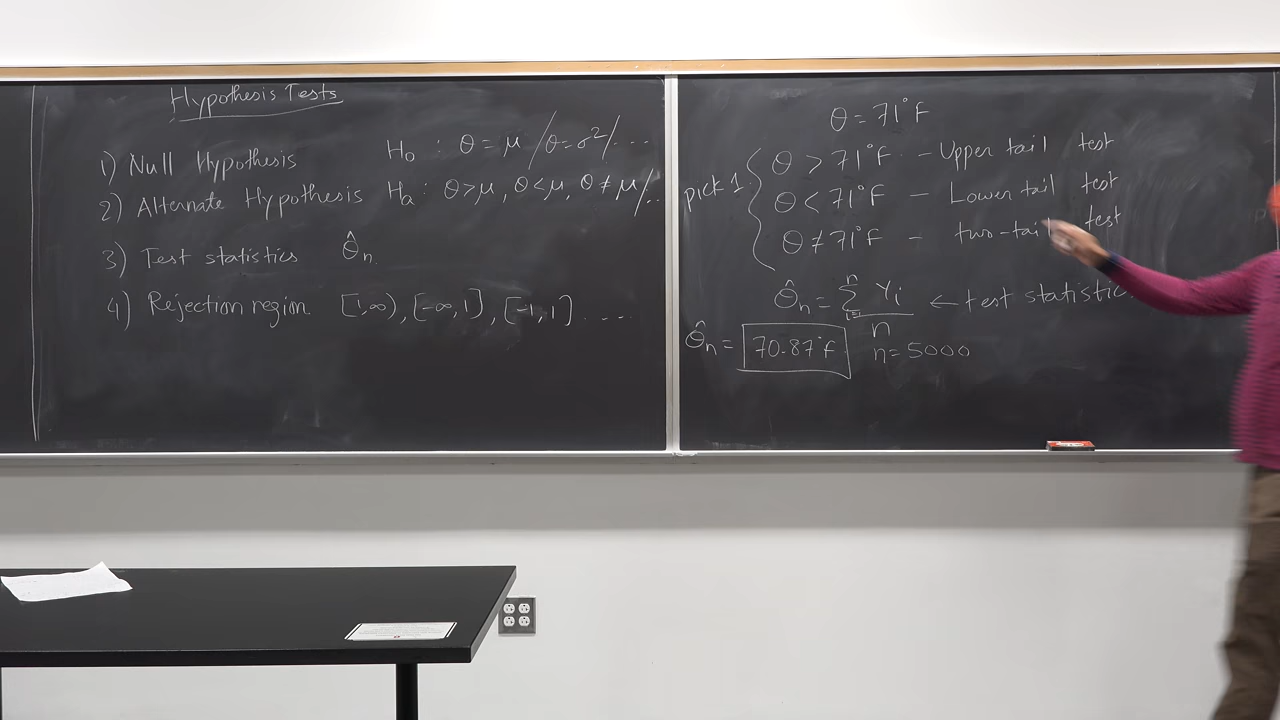 Hypothesis Tests
1) Null Hypothesis H₀ : θ = μ / θ = σ² / ...
2) Alternate Hypothesis Hₐ : θ > μ, θ < μ, θ ≠ μ / ..
3) Test statistics θ̂ₙ
4) Rejection region [1,∞), [-∞,1], [-1,1] ....
θ = 71°F
pick 1
θ > 71°F - Upper tail test
θ < 71°F - Lower tail test
θ ≠ 71°F - two-tail test
θ̂ₙ = ∑ⁿᵢ₌ Yᵢ / n ← test statistic.
θ̂ₙ = 70.87°F n = 5000